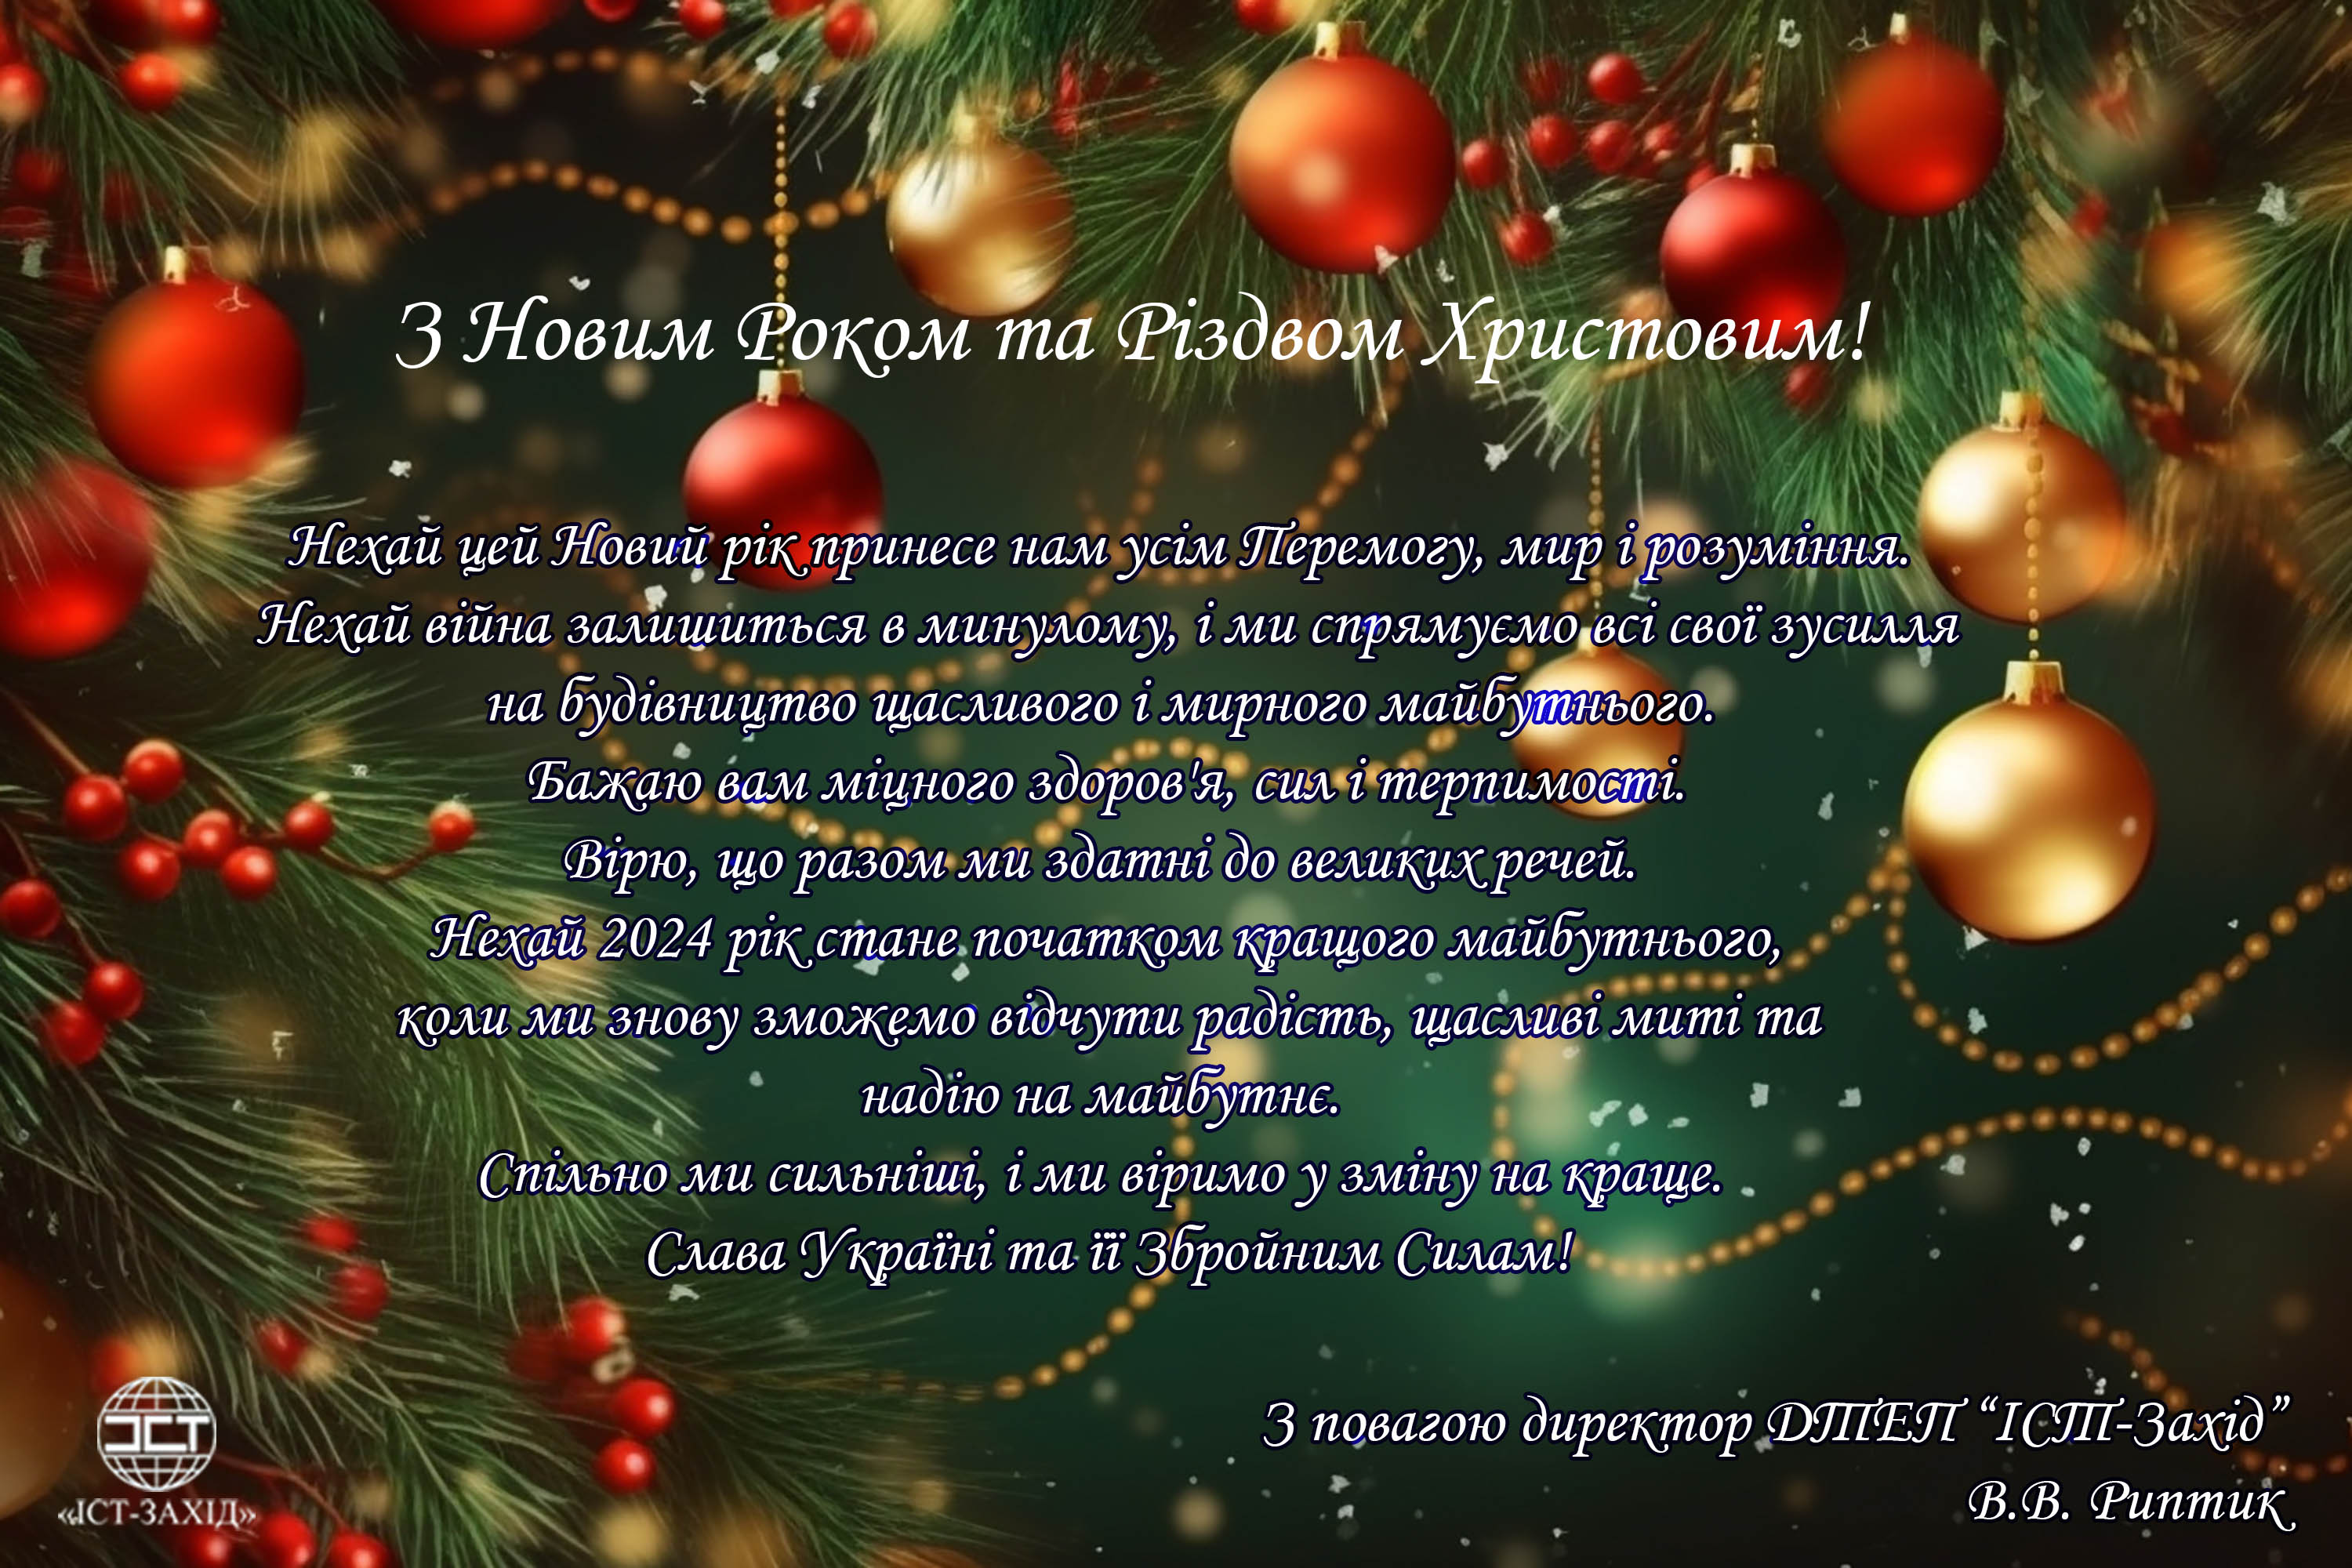 З Новим Роком та Різдвом Христовим!
Нехай цей Новий рік принесе нам усім Перемогу, мир і розуміння.
Нехай війна залишиться в минулому, і ми спрямуємо всі свої зусилля
на будівництво щасливого і мирного майбутнього.
Бажаю вам міцного здоров'я, сил і терпимості.
Вірю, що разом ми здатні до великих речей.
Нехай 2024 рік стане початком кращого майбутнього,
коли ми знову зможемо відчути радість, щасливі миті та
надію на майбутнє.
Спільно ми сильніші, і ми віримо у зміну на краще.
Слава Україні та її Збройним Силам!
З повагою директор ДТЕП “ІСТ-Захід”
В.В. Риптик
ІСТ
«ІСТ-ЗАХІД»